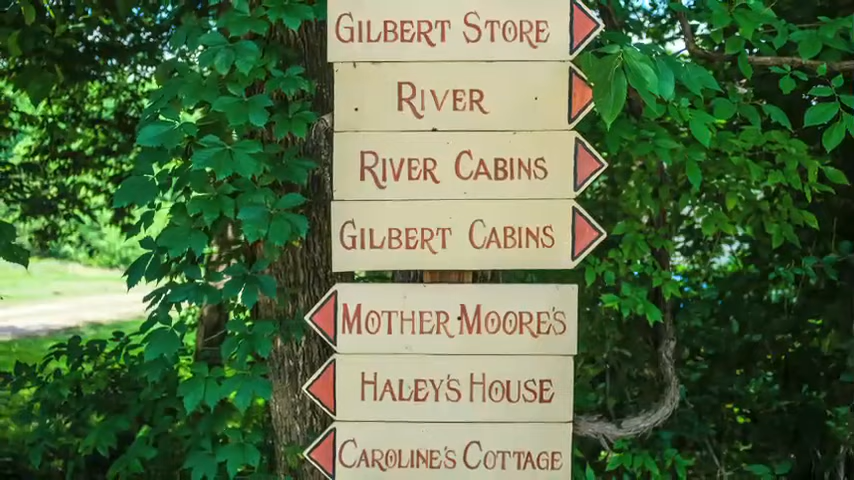 GILBERT STORE
RIVER
RIVER CABINS
GILBERT CABINS
MOTHER MOORE'S
HALEY'S HOUSE
CAROLINE'S COTTAGE